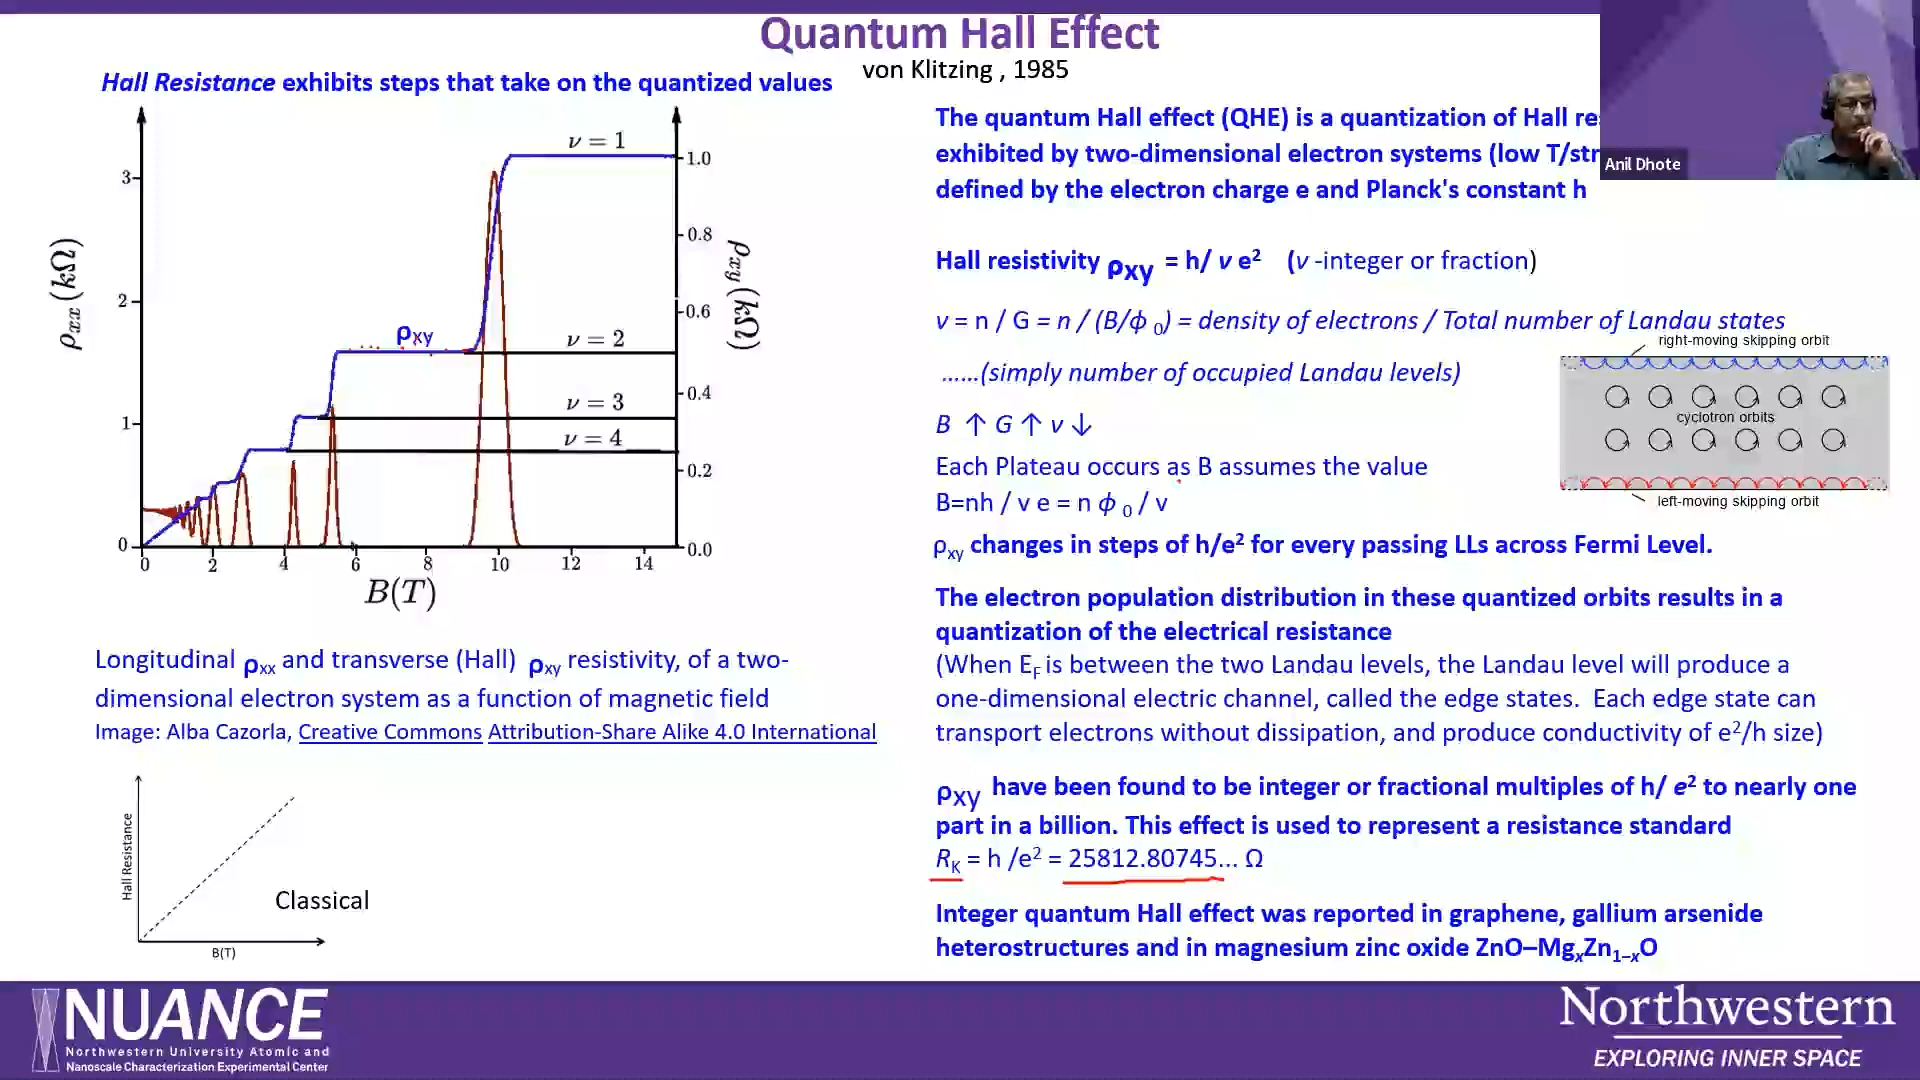 Quantum Hall Effect
von Klitzing , 1985
Hall Resistance exhibits steps that take on the quantized values
ν = 1
ν = 2
ν = 3
ν = 4
ρxy
3
2
1
0
ρxx (kΩ)
0 2 4 6 8 10 12 14
B(T)
1.0
0.8
0.6
0.4
0.2
0.0
ρxy (kΩ)
Longitudinal ρxx and transverse (Hall) ρxy resistivity, of a two-
dimensional electron system as a function of magnetic field
Image: Alba Cazorla, Creative Commons Attribution-Share Alike 4.0 International
Hall Resistance
Classical
B(T)
The quantum Hall effect (QHE) is a quantization of Hall
exhibited by two-dimensional electron systems (low
defined by the electron charge e and Planck's constant h
Hall resistivity ρxy = h/ v e² (v -integer or fraction)
v = n / G = n / (B/ϕ 0) = density of electrons / Total number of Landau states
......(simply number of occupied Landau levels)
B ↑ G ↑ v ↓
Each Plateau occurs as B assumes the value
B=nh / v e = n ϕ 0 / v
ρxy changes in steps of h/e² for every passing LLs across Fermi Level.
right-moving skipping orbit
cyclotron orbits
left-moving skipping orbit
The electron population distribution in these quantized orbits results in a
quantization of the electrical resistance
(When EF is between the two Landau levels, the Landau level will produce a
one-dimensional electric channel, called the edge states. Each edge state can
transport electrons without dissipation, and produce conductivity of e²/h size)
ρxy have been found to be integer or fractional multiples of h/ e² to nearly one
part in a billion. This effect is used to represent a resistance standard
RK = h /e² = 25812.80745... Ω
Integer quantum Hall effect was reported in graphene, gallium arsenide
heterostructures and in magnesium zinc oxide ZnO–MgxZn1−xO
Anil Dhote
NUANCE
Northwestern University Atomic and
Nanoscale Characterization Experimental Center
Northwestern
EXPLORING INNER SPACE